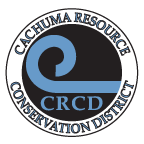 CACHUMA RESOURCE
CRCD
CONSERVATION DISTRICT